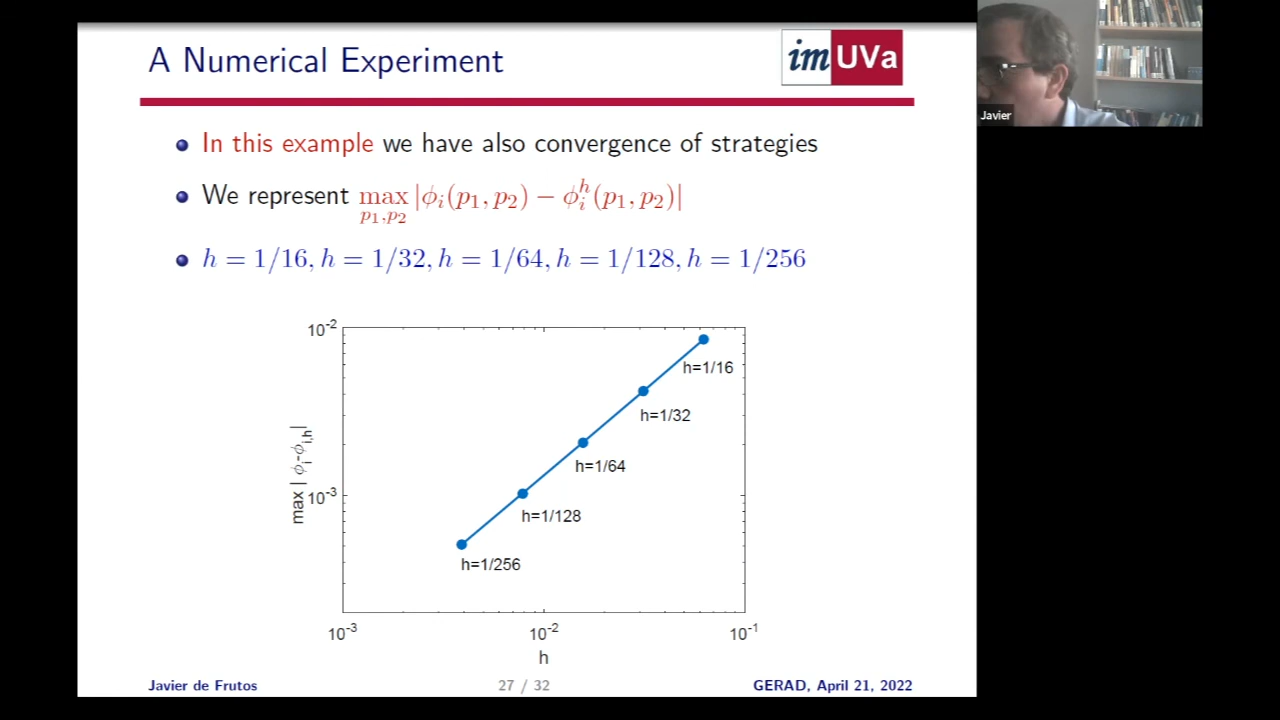 A Numerical Experiment
imUVa
Javier
In this example we have also convergence of strategies
We represent max |ϕᵢ(p₁, p₂) − ϕᵢʰ(p₁, p₂)|
p₁,p₂
h = 1/16, h = 1/32, h = 1/64, h = 1/128, h = 1/256
10⁻²
h=1/16
h=1/32
h=1/64
max | ϕᵢ-ϕᵢ,ₕ|
10⁻³
h=1/128
h=1/256
10⁻³ 10⁻² 10⁻¹
h
Javier de Frutos 27 / 32 GERAD, April 21, 2022